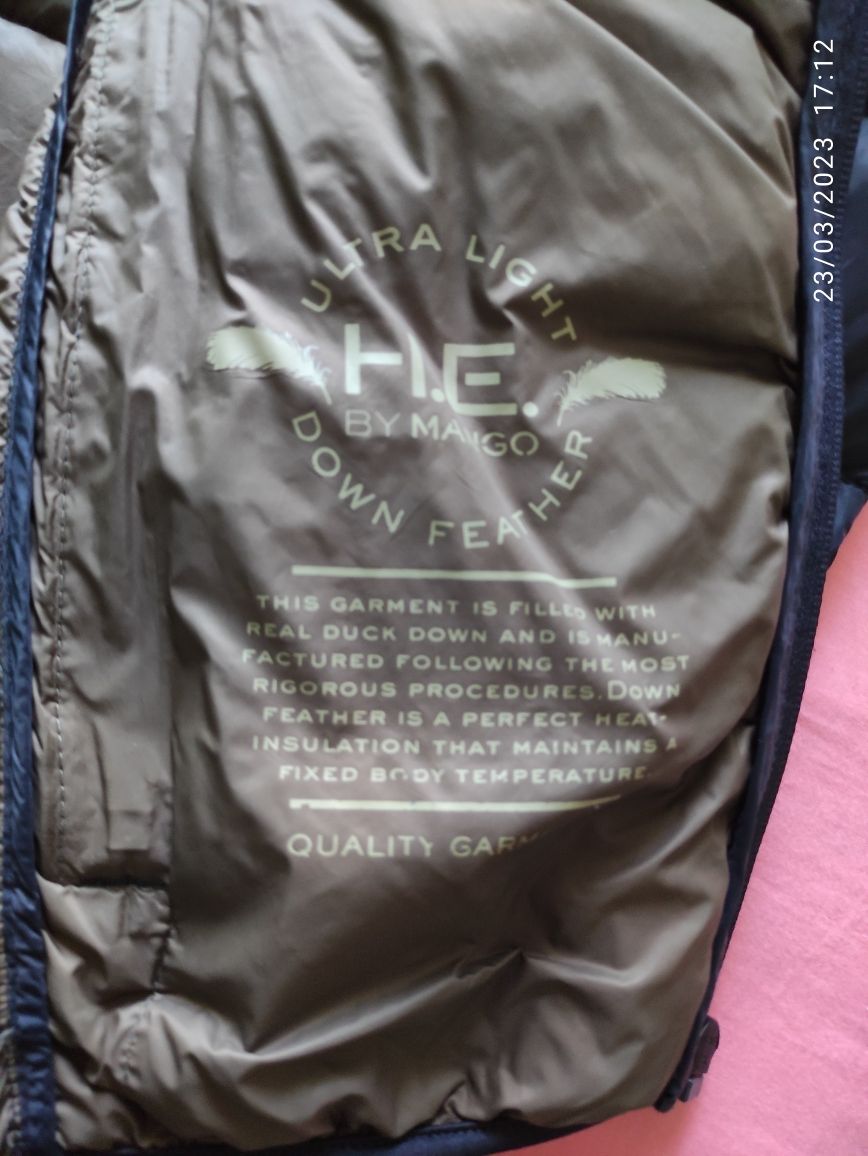 ULTRA LIGHT
H.E.
BY MANGO
DOWN FEATHER
THIS GARMENT IS FILLED WITH
REAL DUCK DOWN AND IS MANU-
FACTURED FOLLOWING THE MOST
RIGOROUS PROCEDURES. DOWN
FEATHER IS A PERFECT HEAT-
INSULATION THAT MAINTAINS A
FIXED BODY TEMPERATURE.
QUALITY
23/03/2023 17:12